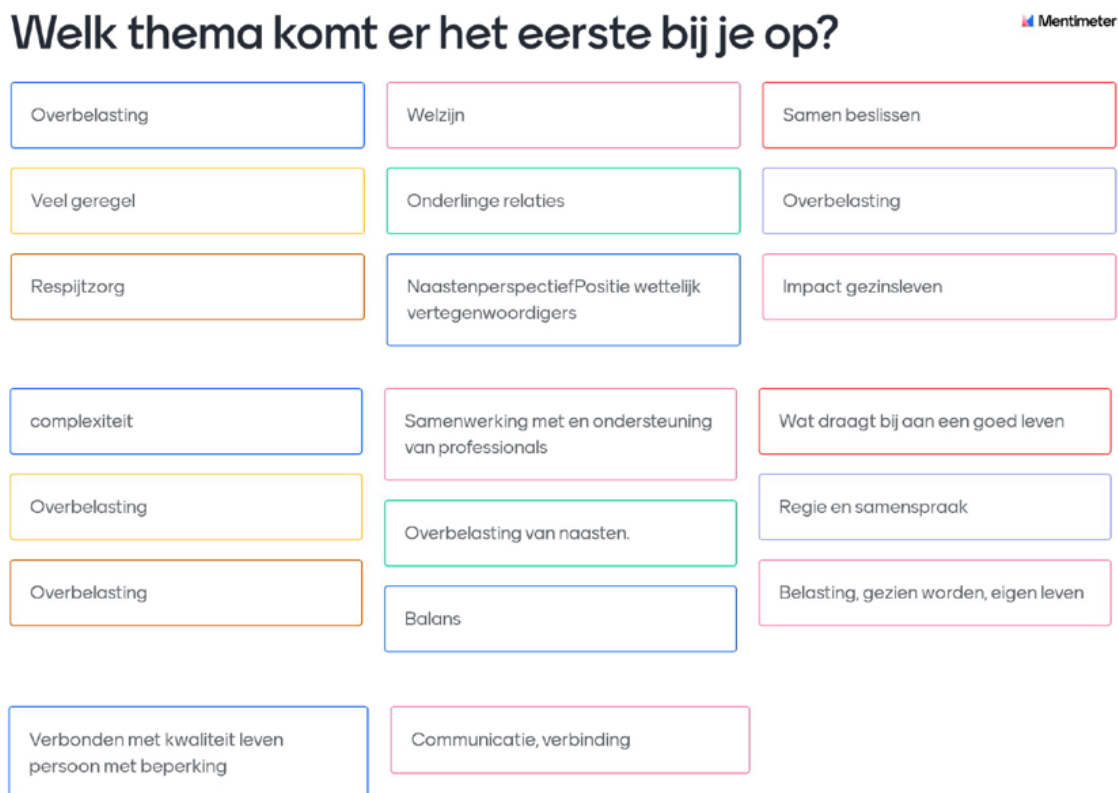 Welk thema komt er het eerste bij je op?
Mentimeter
Overbelasting
Welzijn
Samen beslissen
Veel geregel
Onderlinge relaties
Overbelasting
Respijtzorg
NaastenperspectiefPositie wettelijk
vertegenwoordigers
Impact gezinsleven
complexiteit
Samenwerking met en ondersteuning
van professionals
Wat draagt bij aan een goed leven
Overbelasting
Overbelasting van naasten.
Regie en samenspraak
Overbelasting
Balans
Belasting, gezien worden, eigen leven
Verbonden met kwaliteit leven
persoon met beperking
Communicatie, verbinding